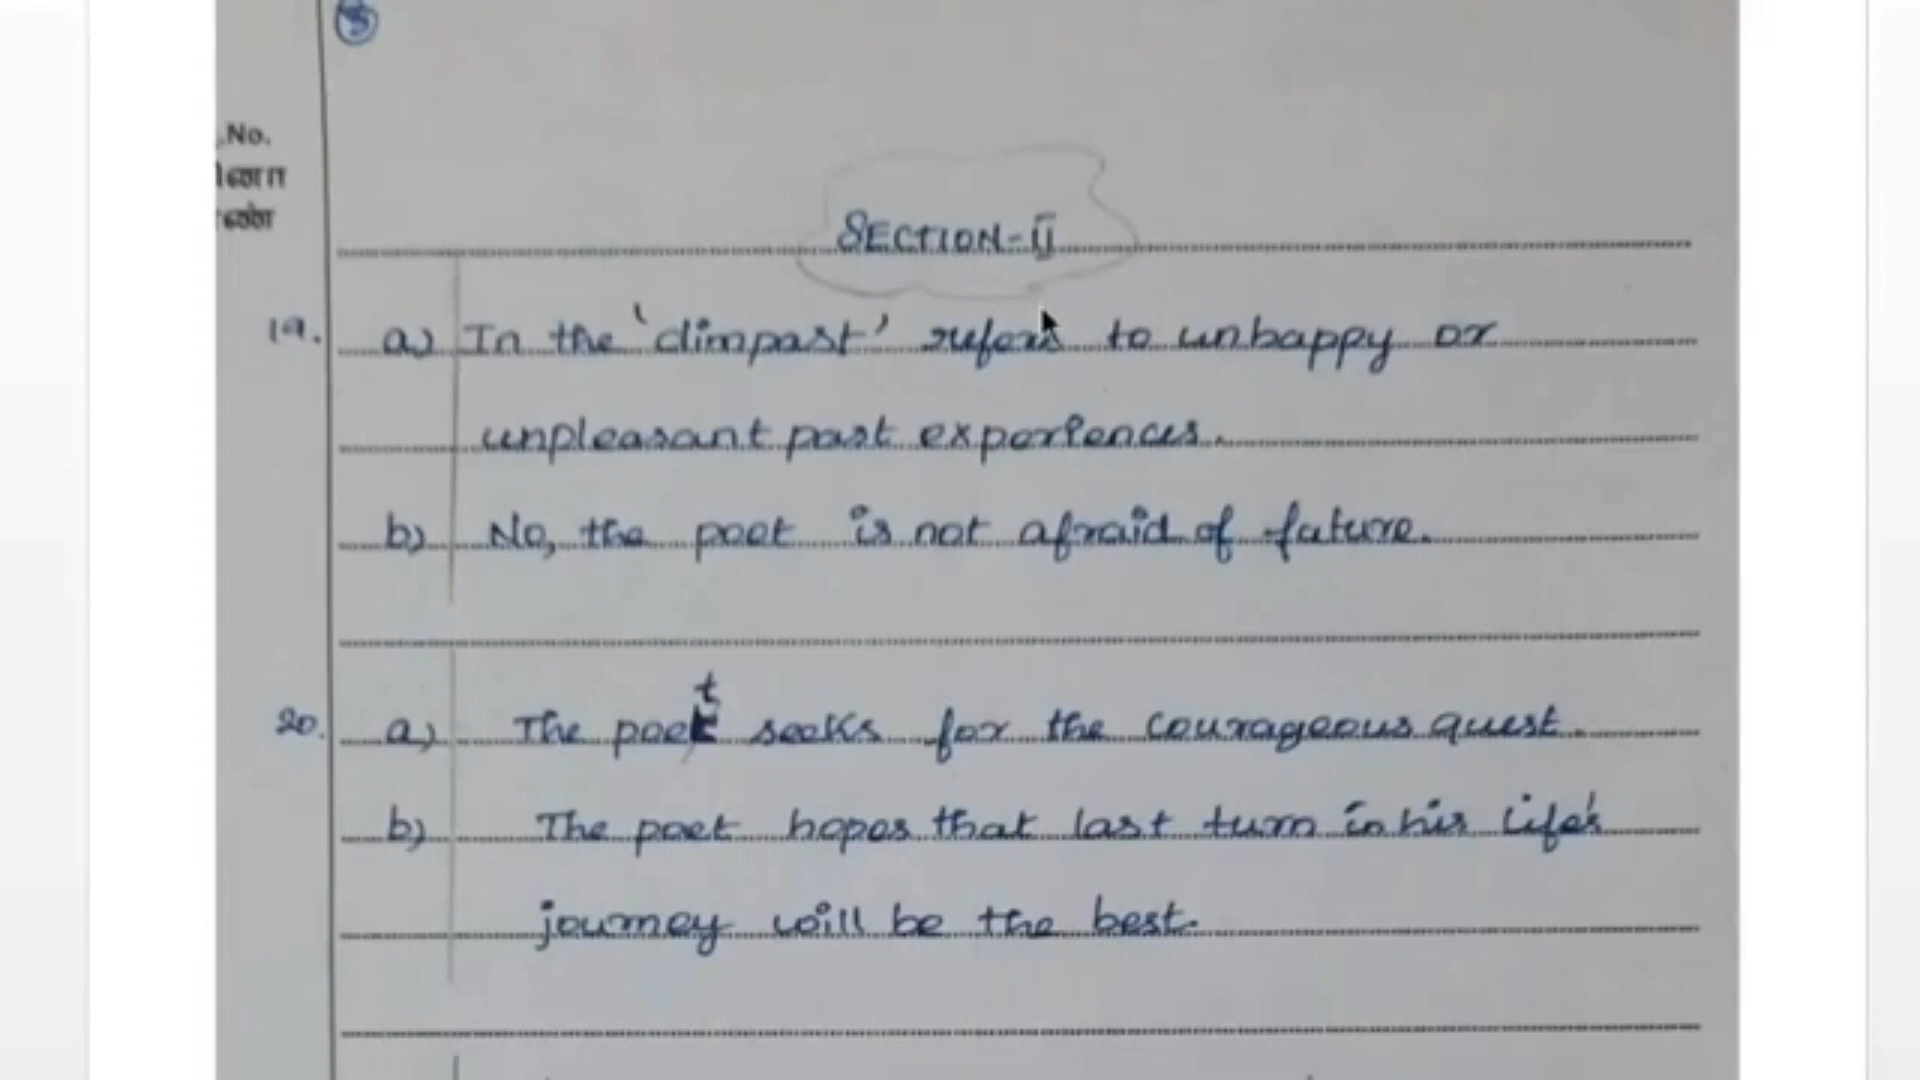 5
.No.
SECTION-II
19. a) In the 'dimpast' refers to unhappy or
unpleasant past experiences.
b) No, the poet is not afraid of future.
20. a) The poet seeks for the courageous quest.
b) The poet hopes that last turn in his life's
journey will be the best.